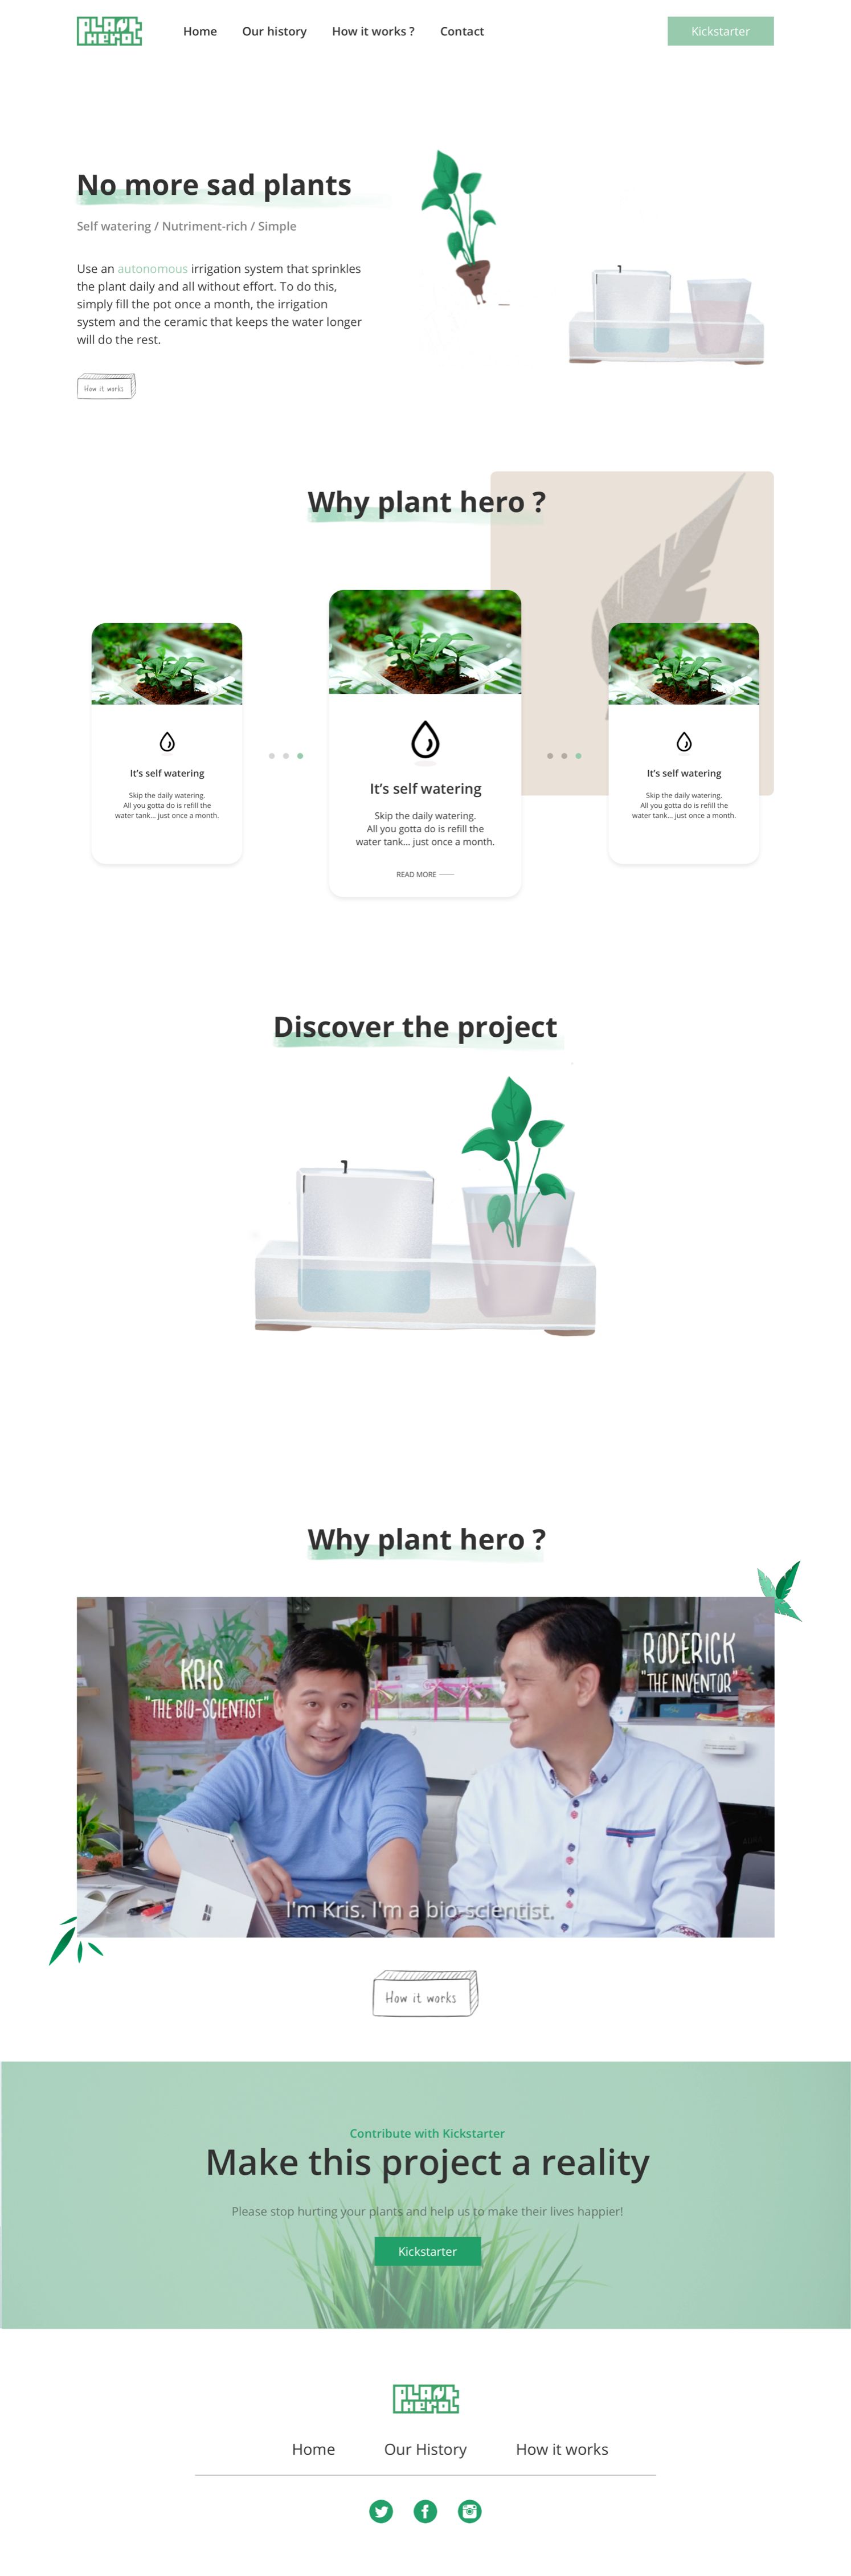 PLANT
HERO
Home
Our history
How it works ?
Contact
Kickstarter
No more sad plants
Self watering / Nutriment-rich / Simple
Use an autonomous irrigation system that sprinkles
the plant daily and all without effort. To do this,
simply fill the pot once a month, the irrigation
system and the ceramic that keeps the water longer
will do the rest.
How it works
Why plant hero ?
It's self watering
Skip the daily watering.
All you gotta do is refill the
water tank... just once a month.
It's self watering
Skip the daily watering.
All you gotta do is refill the
water tank... just once a month.
READ MORE
It's self watering
Skip the daily watering.
All you gotta do is refill the
water tank... just once a month.
Discover the project
Why plant hero ?
KRIS
"THE BIO-SCIENTIST"
RODERICK
"THE INVENTOR"
I'm Kris. I'm a bio-scientist.
How it works
Contribute with Kickstarter
Make this project a reality
Please stop hurting your plants and help us to make their lives happier!
Kickstarter
PLANT
HERO
Home
Our History
How it works